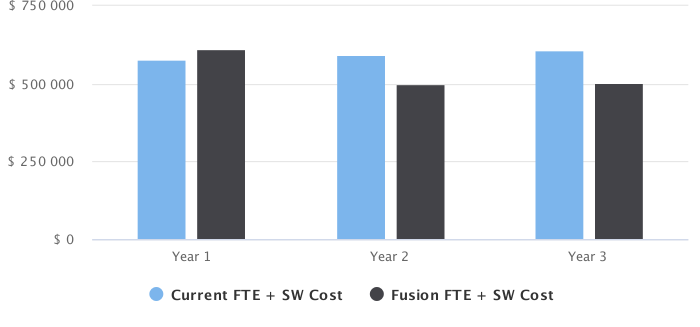 $ 750 000
$ 500 000
$ 250 000
$ 0
Year 1 Year 2 Year 3
Current FTE + SW Cost Fusion FTE + SW Cost